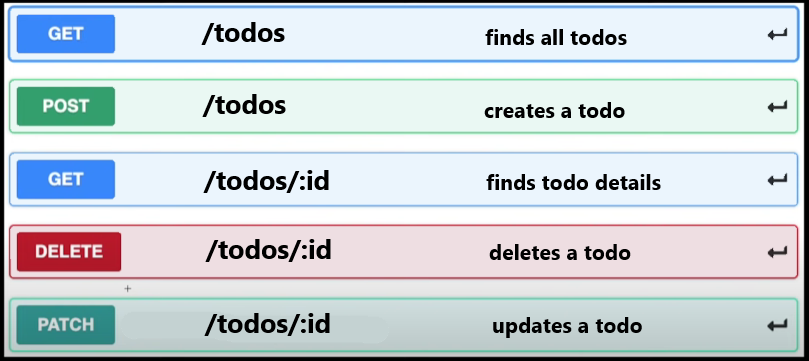 GET /todos finds all todos
POST /todos creates a todo
GET /todos/:id finds todo details
DELETE /todos/:id deletes a todo
PATCH /todos/:id updates a todo